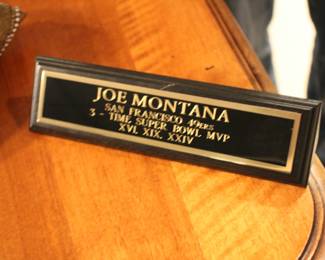 JOE MONTANA
SAN FRANCISCO 49ERS
3 - TIME SUPER BOWL MVP
XVI, XIX, XXIV